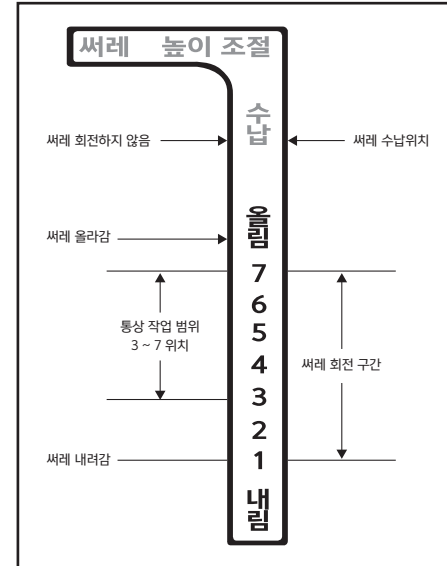 써레 높이 조절
수납
써레 회전하지 않음
써레 수납위치
올림
써레 올라감
7
6
5
4
3
2
1
통상 작업 범위
3 ~ 7 위치
써레 회전 구간
써레 내려감
내림